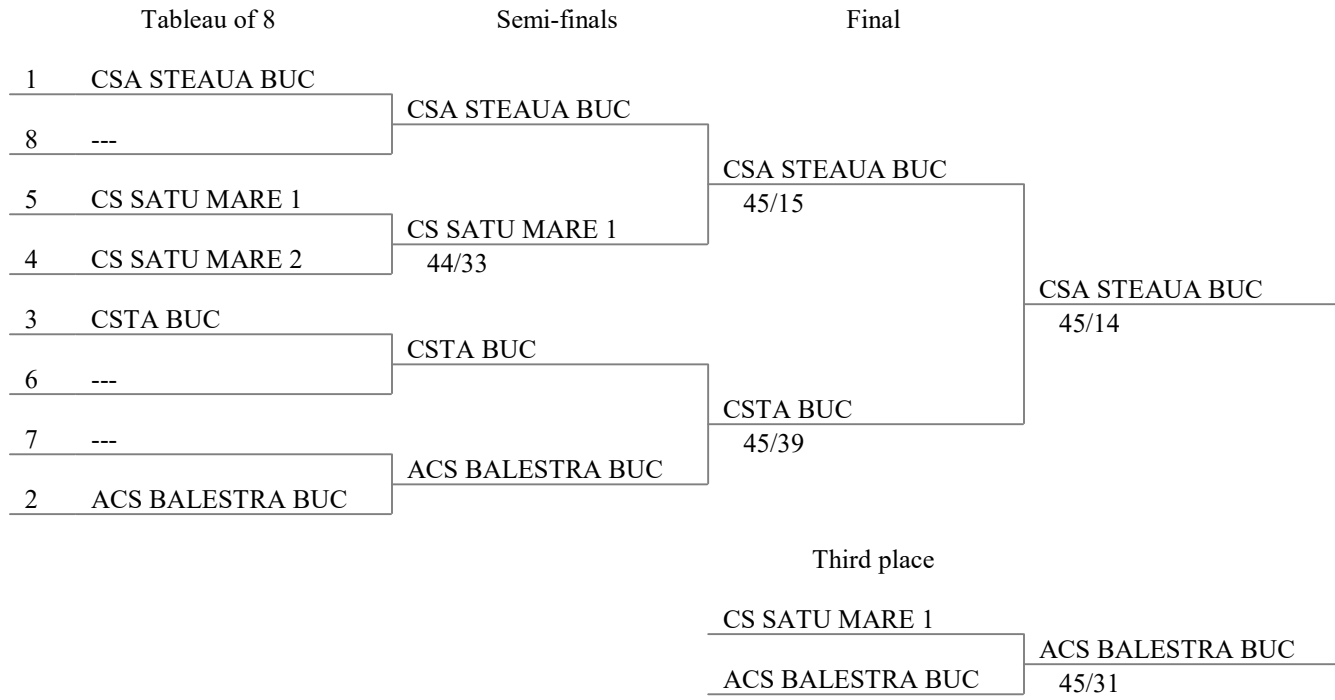 Tableau of 8 Semi-finals Final
1 CSA STEAUA BUC
CSA STEAUA BUC
8 ---
CSA STEAUA BUC
5 CS SATU MARE 1
45/15
CS SATU MARE 1
4 CS SATU MARE 2
44/33
CSA STEAUA BUC
3 CSTA BUC
45/14
CSTA BUC
6 ---
CSTA BUC
7 ---
45/39
ACS BALESTRA BUC
2 ACS BALESTRA BUC
Third place
CS SATU MARE 1
ACS BALESTRA BUC
ACS BALESTRA BUC
45/31